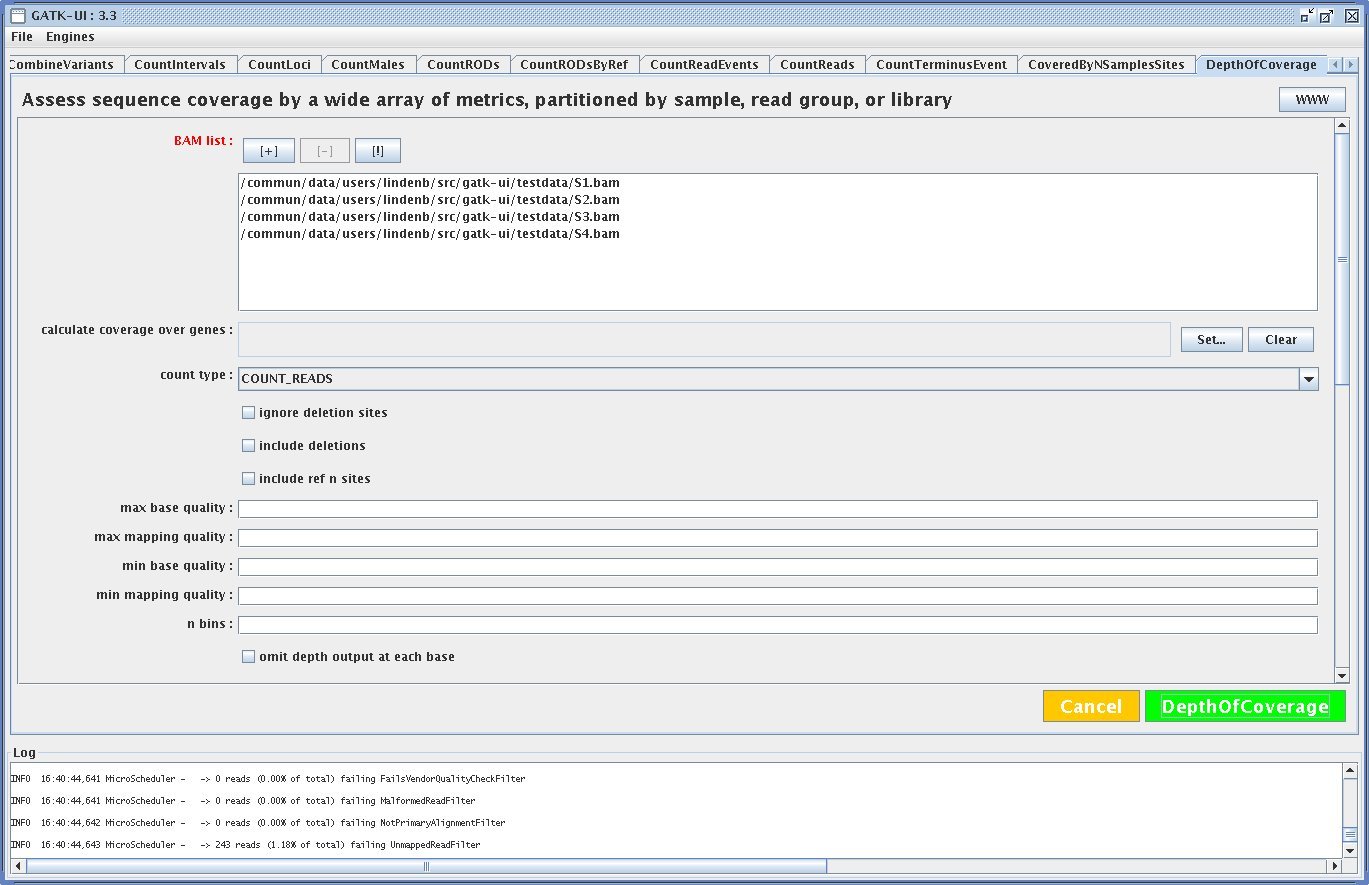 GATK-UI : 3.3
File Engines
CombineVariants CountIntervals CountLoci CountMales CountRODs CountRODsByRef CountReadEvents CountReads CountTerminusEvent CoveredByNSamplesSites DepthOfCoverage
Assess sequence coverage by a wide array of metrics, partitioned by sample, read group, or library WWW
BAM list : [+] [-] [!]
/commun/data/users/lindenb/src/gatk-ui/testdata/S1.bam
/commun/data/users/lindenb/src/gatk-ui/testdata/S2.bam
/commun/data/users/lindenb/src/gatk-ui/testdata/S3.bam
/commun/data/users/lindenb/src/gatk-ui/testdata/S4.bam
calculate coverage over genes : Set... Clear
count type : COUNT_READS
ignore deletion sites
include deletions
include ref n sites
max base quality :
max mapping quality :
min base quality :
min mapping quality :
n bins :
omit depth output at each base
Cancel DepthOfCoverage
Log
INFO 16:40:44,641 MicroScheduler - -> 0 reads (0.00% of total) failing FailsVendorQualityCheckFilter
INFO 16:40:44,641 MicroScheduler - -> 0 reads (0.00% of total) failing MalformedReadFilter
INFO 16:40:44,642 MicroScheduler - -> 0 reads (0.00% of total) failing NotPrimaryAlignmentFilter
INFO 16:40:44,643 MicroScheduler - -> 243 reads (1.18% of total) failing UnmappedReadFilter